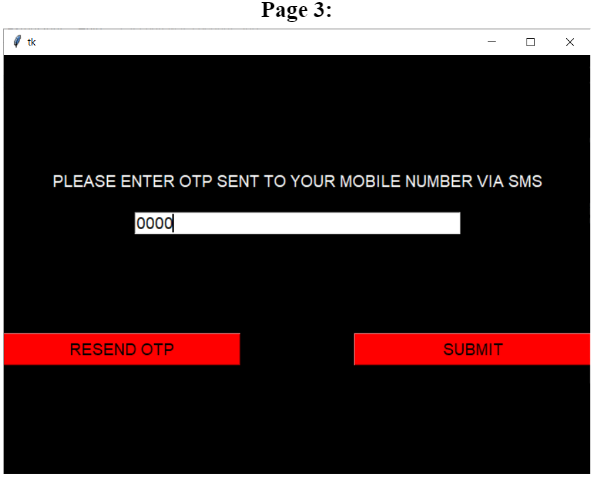 Page 3:
tk
PLEASE ENTER OTP SENT TO YOUR MOBILE NUMBER VIA SMS
0000
RESEND OTP
SUBMIT